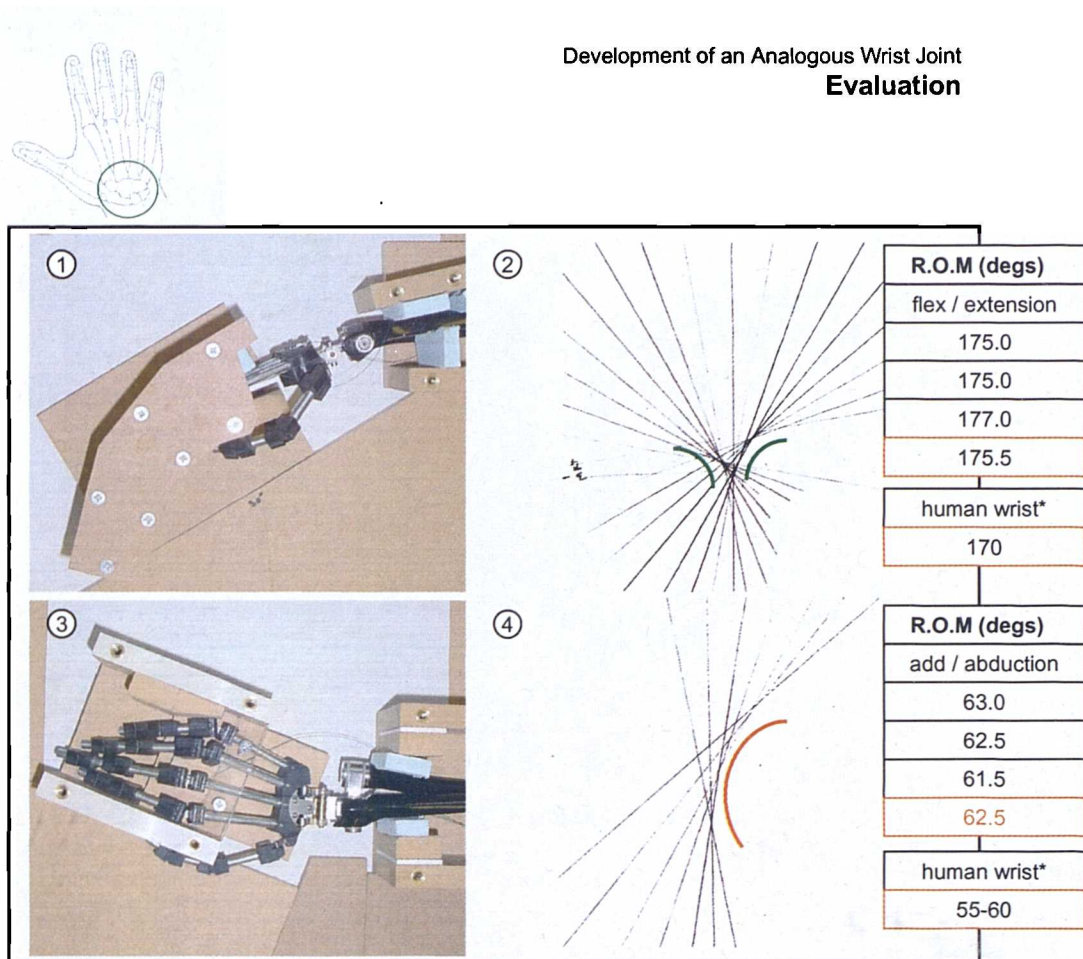 Development of an Analogous Wrist Joint
Evaluation
1
2
R.O.M (degs)
flex / extension
175.0
175.0
177.0
175.5
human wrist*
170
3
4
R.O.M (degs)
add / abduction
63.0
62.5
61.5
62.5
human wrist*
55-60